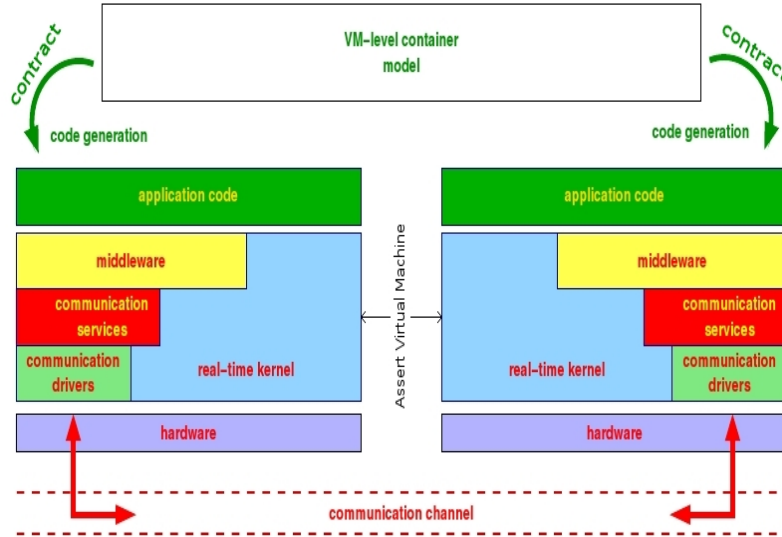 VM-level container
model
contract
contract
code generation
code generation
application code
application code
middleware
middleware
Assert Virtual Machine
communication
services
communication
services
communication
drivers
real-time kernel
real-time kernel
communication
drivers
hardware
hardware
communication channel